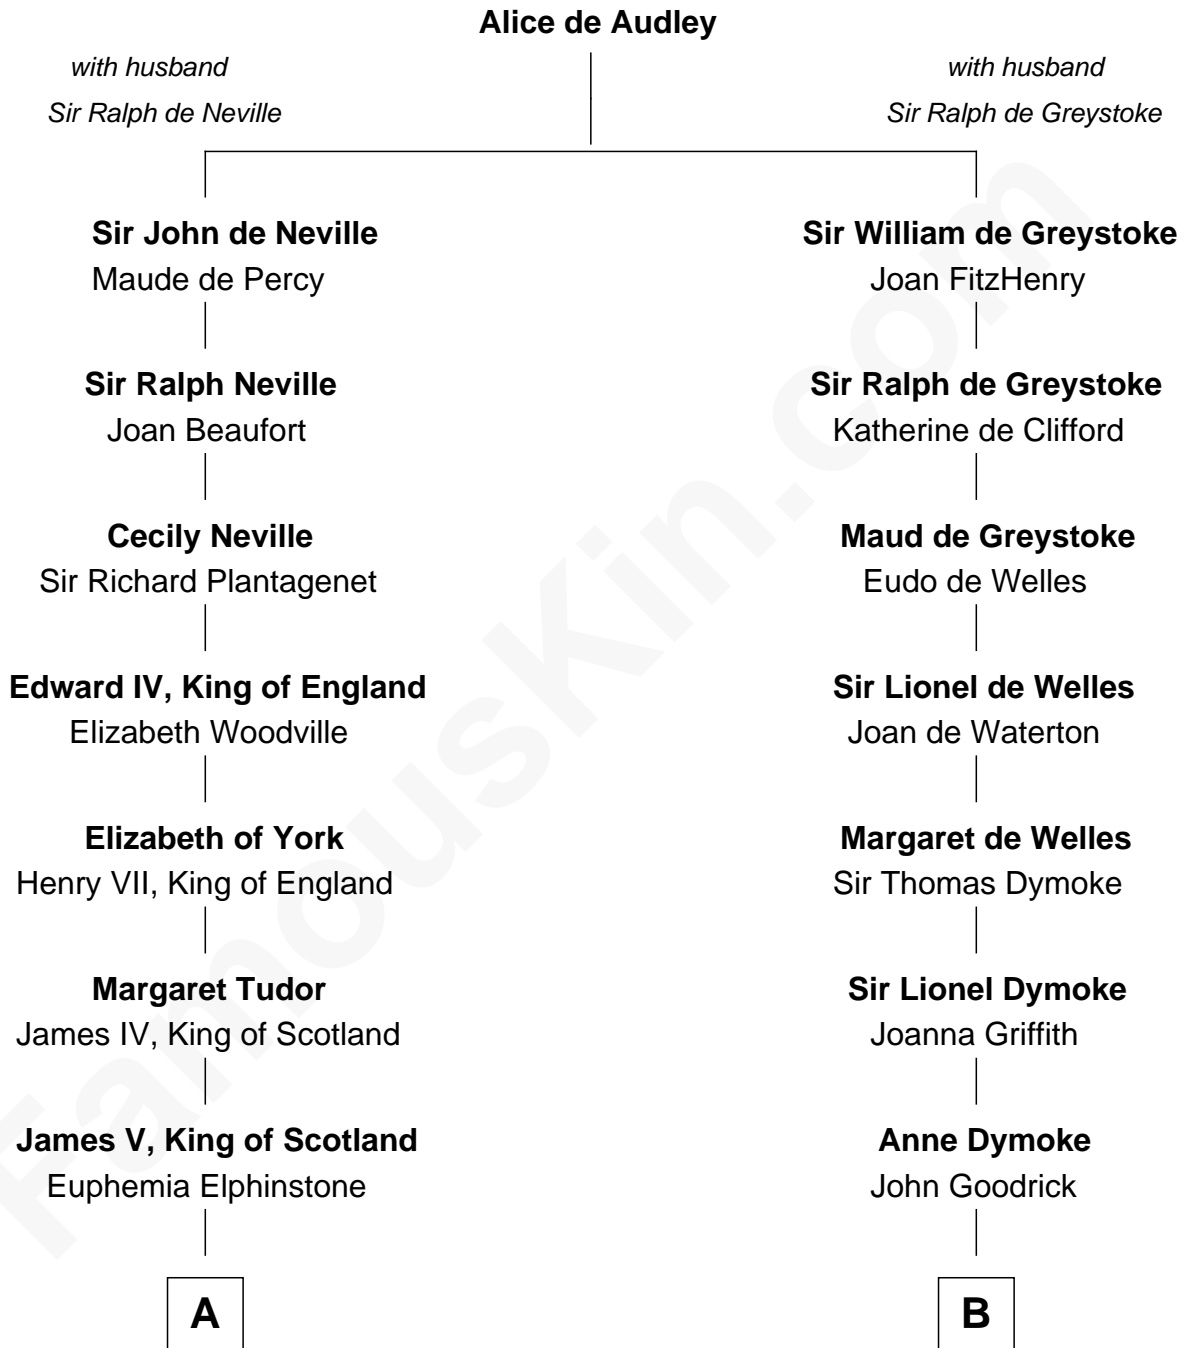 Alice de Audley
with husband
Sir Ralph de Neville
with husband
Sir Ralph de Greystoke
Sir John de Neville
Maude de Percy
Sir William de Greystoke
Joan FitzHenry
Sir Ralph Neville
Joan Beaufort
Sir Ralph de Greystoke
Katherine de Clifford
Cecily Neville
Sir Richard Plantagenet
Maud de Greystoke
Eudo de Welles
Edward IV, King of England
Elizabeth Woodville
Sir Lionel de Welles
Joan de Waterton
Elizabeth of York
Henry VII, King of England
Margaret de Welles
Sir Thomas Dymoke
Margaret Tudor
James IV, King of Scotland
Sir Lionel Dymoke
Joanna Griffith
James V, King of Scotland
Euphemia Elphinstone
Anne Dymoke
John Goodrick
A
B
FamousKin.com